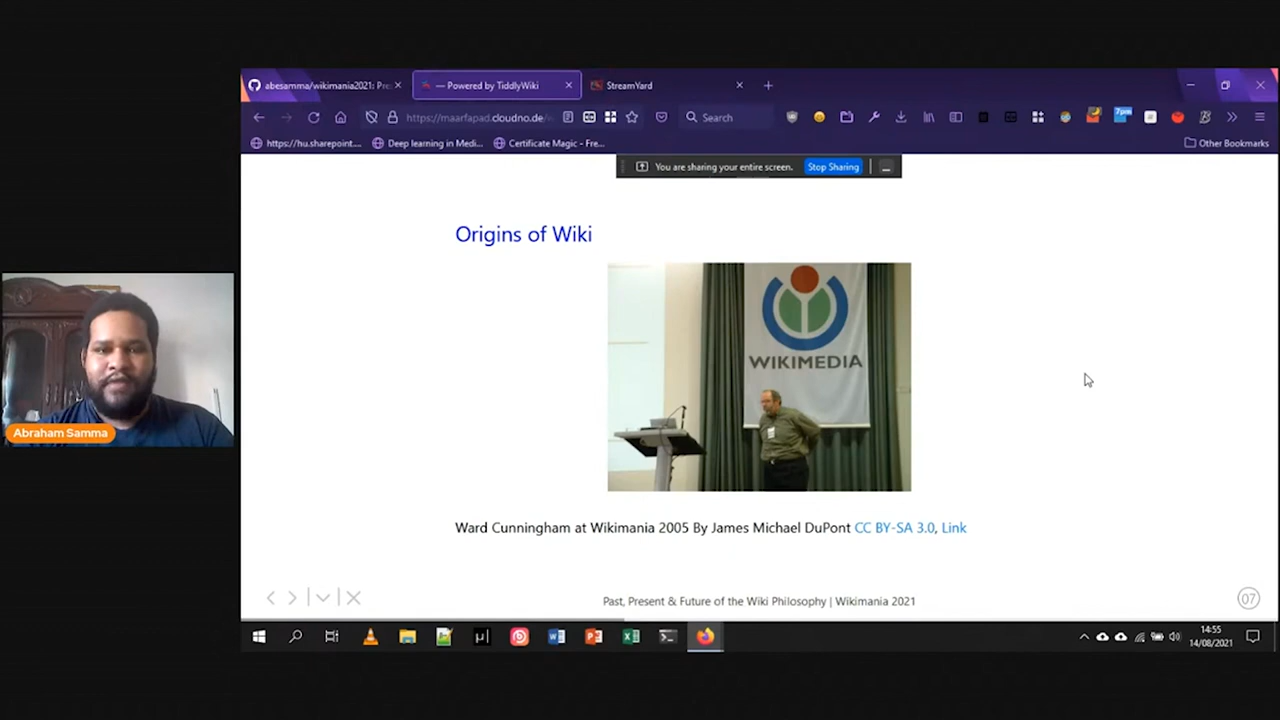 abesamma/wikimania2021: Pre
— Powered by TiddlyWiki
StreamYard
https://maarfapad.cloudno.de/
Search
7pm
https://hu.sharepoint....
Deep learning in Medi...
Certificate Magic - Fre...
Other Bookmarks
You are sharing your entire screen.
Stop Sharing
Origins of Wiki
WIKIMEDIA
Abraham Samma
Ward Cunningham at Wikimania 2005 By James Michael DuPont CC BY-SA 3.0, Link
Past, Present & Future of the Wiki Philosophy | Wikimania 2021
07
14:55
14/08/2021